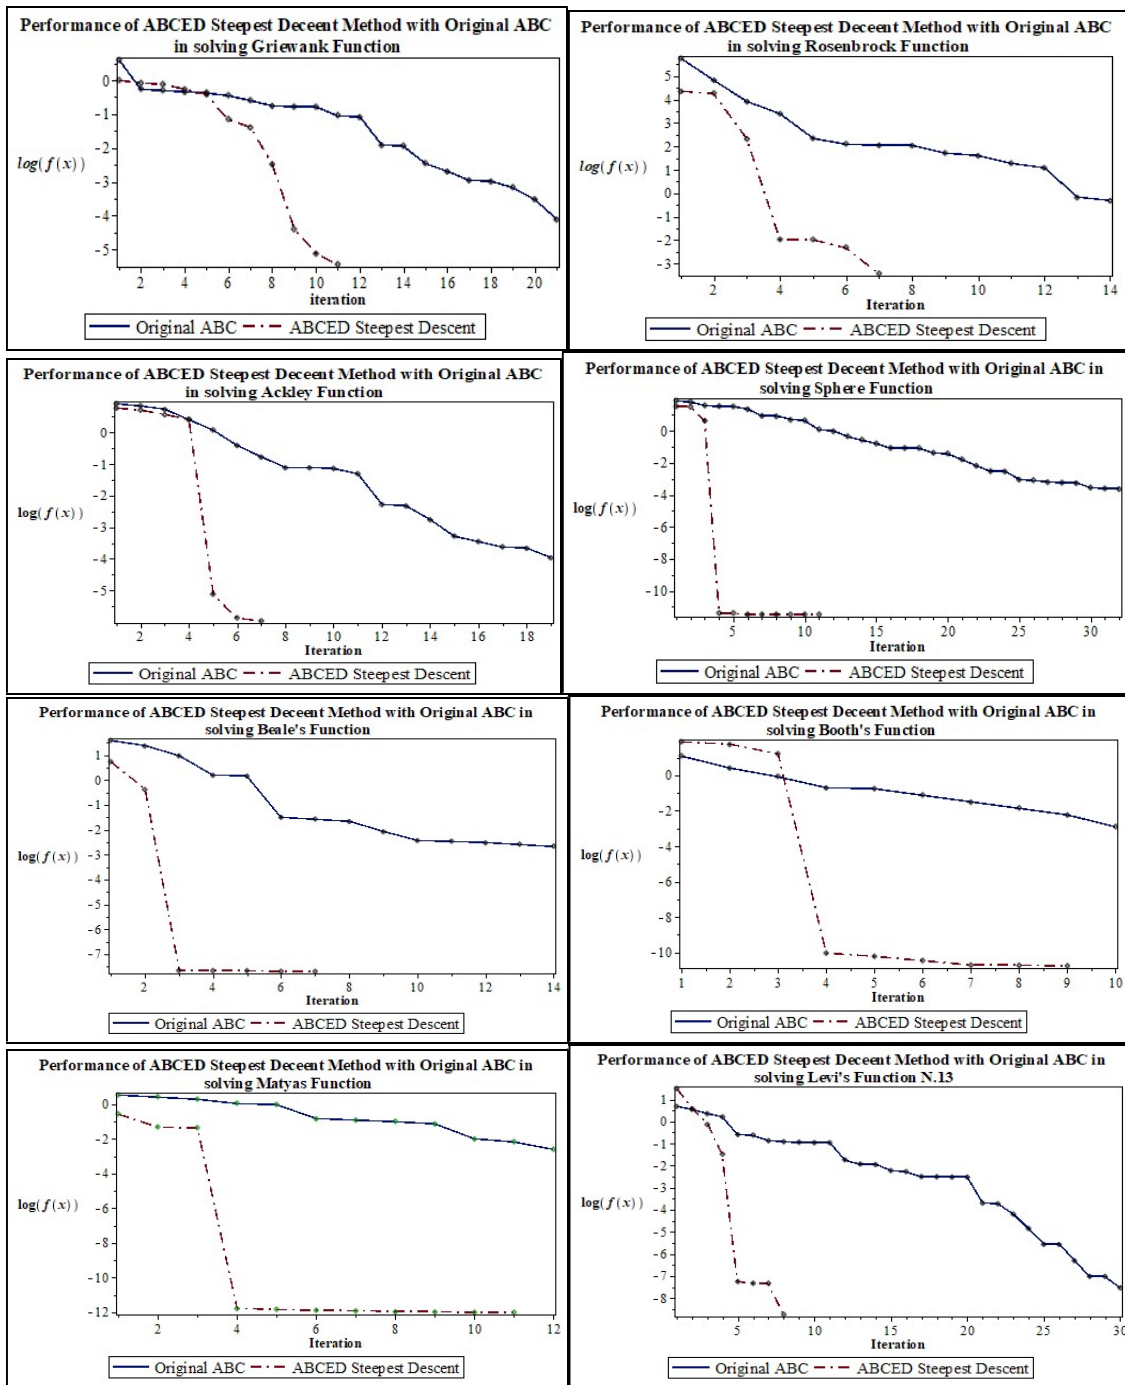 Performance of ABCED Steepest Deceent Method with Original ABC
in solving Griewank Function
0
-1
-2
log(f(x))
-3
-4
-5
2 4 6 8 10 12 14 16 18 20
iteration
Original ABC ABCED Steepest Descent
Performance of ABCED Steepest Deceent Method with Original ABC
in solving Rosenbrock Function
5
4
3
2
log(f(x))
1
0
-1
-2
-3
2 4 6 8 10 12 14
Iteration
Original ABC ABCED Steepest Descent
Performance of ABCED Steepest Deceent Method with Original ABC
in solving Ackley Function
0
-1
-2
log(f(x))
-3
-4
-5
2 4 6 8 10 12 14 16 18
Iteration
Original ABC ABCED Steepest Descent
Performance of ABCED Steepest Deceent Method with Original ABC in
solving Sphere Function
0
-2
-4
log(f(x))
-6
-8
-10
5 10 15 20 25 30
Iteration
Original ABC ABCED Steepest Descent
Performance of ABCED Steepest Deceent Method with Original ABC in
solving Beale's Function
1
0
-1
-2
-3
log(f(x))
-4
-5
-6
-7
2 4 6 8 10 12 14
Iteration
Original ABC ABCED Steepest Descent
Performance of ABCED Steepest Deceent Method with Original ABC in
solving Booth's Function
0
-2
-4
log(f(x))
-6
-8
-10
1 2 3 4 5 6 7 8 9 10
Iteration
Original ABC ABCED Steepest Descent
Performance of ABCED Steepest Deceent Method with Original ABC in
solving Matyas Function
0
-2
-4
log(f(x))
-6
-8
-10
-12
2 4 6 8 10 12
Iteration
Original ABC ABCED Steepest Descent
Performance of ABCED Steepest Deceent Method with Original ABC in
solving Levi's Function N.13
1
0
-1
-2
-3
log(f(x))
-4
-5
-6
-7
-8
5 10 15 20 25 30
Iteration
Original ABC ABCED Steepest Descent